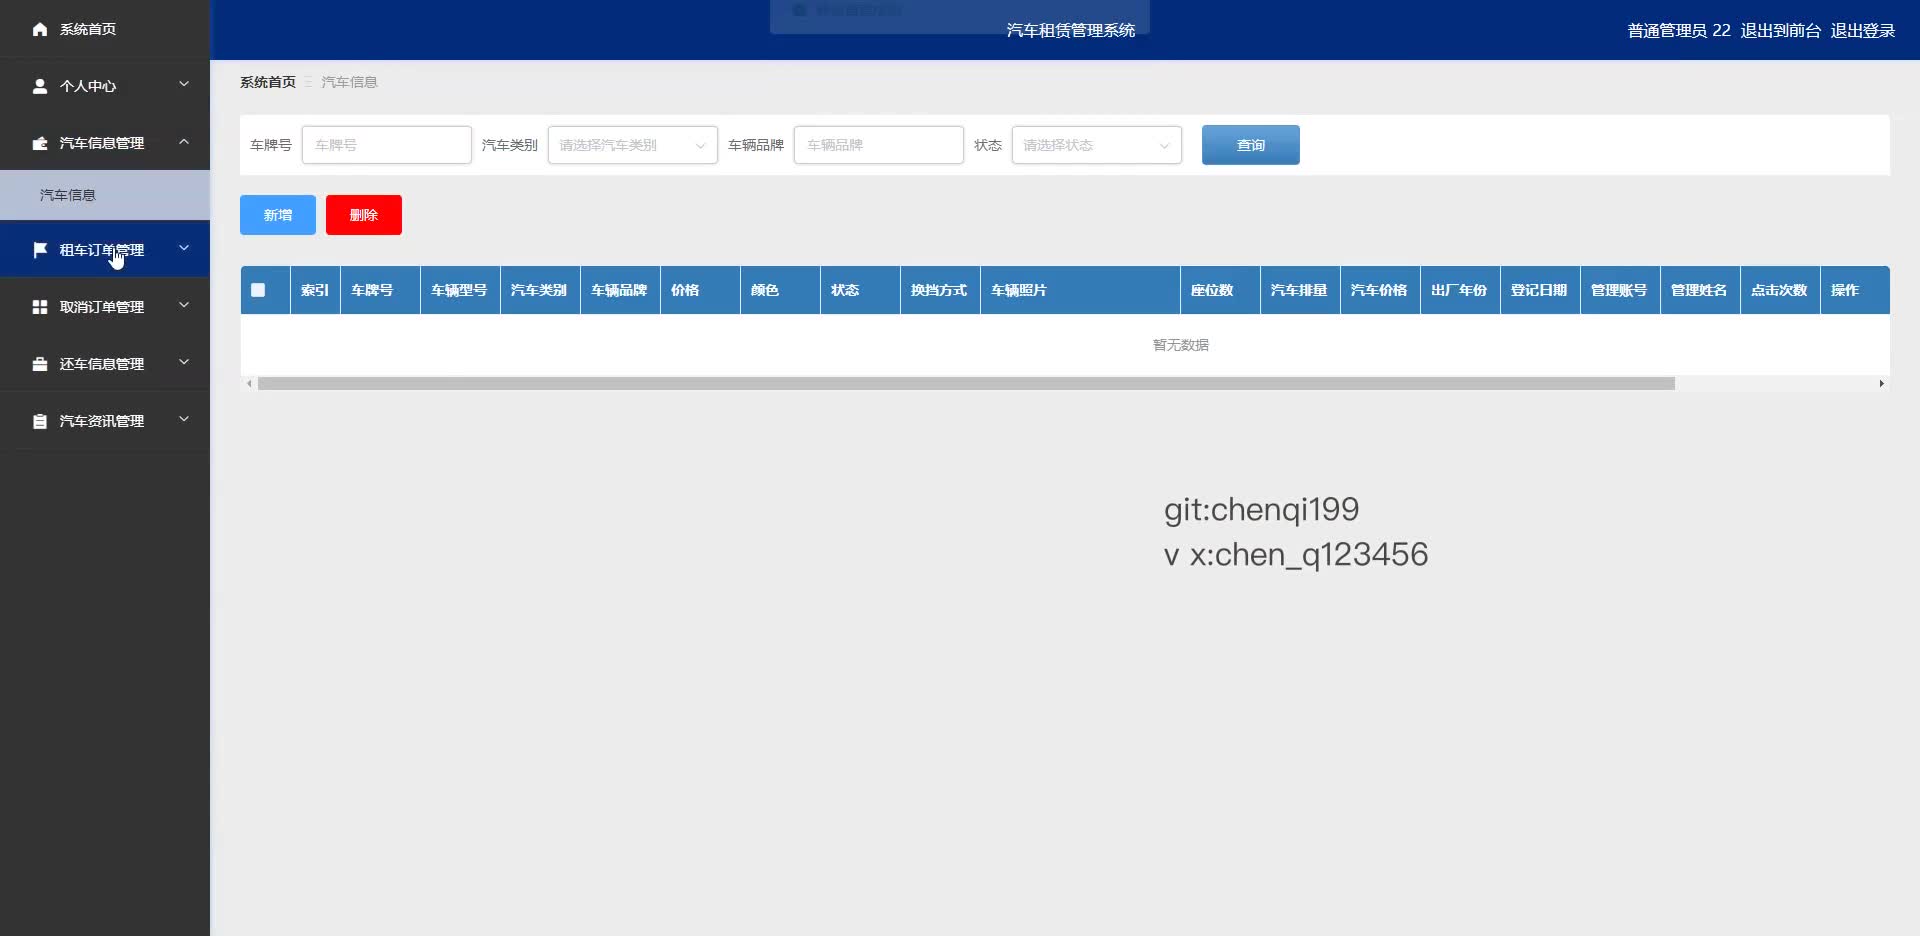 系统首页
个人中心
汽车信息管理
汽车信息
租车订单管理
取消订单管理
还车信息管理
汽车资讯管理
汽车租赁管理系统
普通管理员 22 退出到前台 退出登录
系统首页 汽车信息
车牌号 车牌号 汽车类别 请选择汽车类别 车辆品牌 车辆品牌 状态 请选择状态 查询
新增 删除
索引 车牌号 车辆型号 汽车类别 车辆品牌 价格 颜色 状态 换挡方式 车辆照片 座位数 汽车排量 汽车价格 出厂年份 登记日期 管理账号 管理姓名 点击次数 操作
暂无数据
git:chenqi199
v x:chen_q123456